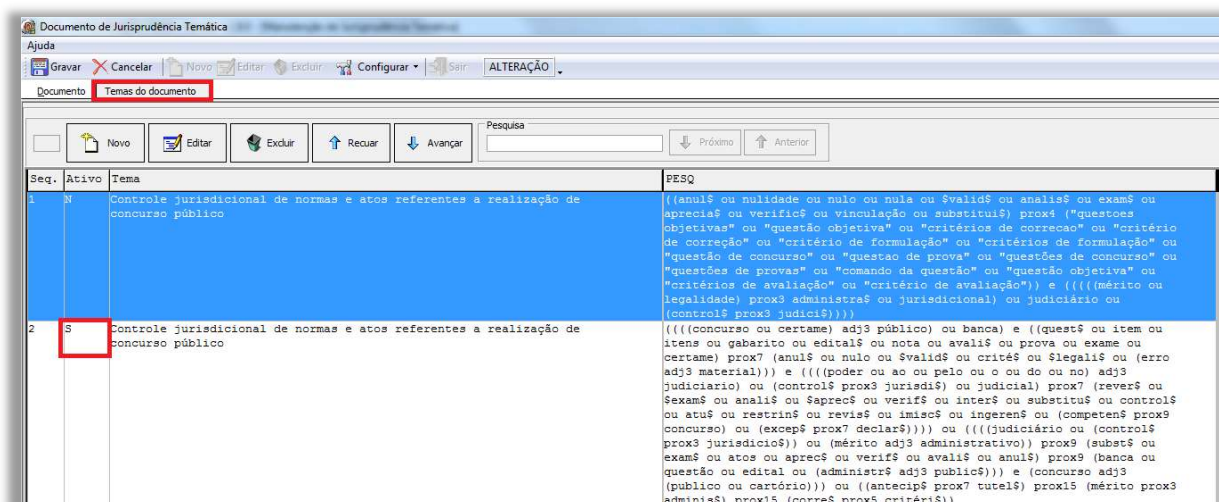 Documento de Jurisprudência Temática
Ajuda
Gravar Cancelar Novo Editar Excluir Configurar Sair ALTERAÇÃO
Documento Temas do documento
Novo Editar Excluir Recuar Avançar Pesquisa Próximo Anterior
Seq. Ativo Tema PESQ
1 N Controle jurisdicional de normas e atos referentes a realização de
concurso público
((anul$ ou nulidade ou nulo ou nula ou $valid$ ou analis$ ou exam$ ou
aprecia$ ou verific$ ou vinculação ou substitui$) prox4 ("questoes
objetivas" ou "questão objetiva" ou "critérios de correcao" ou "critério
de correção" ou "critério de formulação" ou "critérios de formulação" ou
"questão de concurso" ou "questao de prova" ou "questões de concurso" ou
"questões de provas" ou "comando da questão" ou "questão objetiva" ou
"critérios de avaliação" ou "critério de avaliação")) e (((((mérito ou
legalidade) prox3 administra$ ou jurisdicional) ou judiciário ou
(control$ prox3 judici$))))
2 S Controle jurisdicional de normas e atos referentes a realização de
concurso público
((((concurso ou certame) adj3 público) ou banca) e ((quest$ ou item ou
itens ou gabarito ou edital$ ou nota ou avali$ ou prova ou exame ou
certame) prox7 (anul$ ou nulo ou $valid$ ou crité$ ou $legali$ ou (erro
adj3 material))) e ((((poder ou ao ou pelo ou o ou do ou no) adj3
judiciario) ou (control$ prox3 jurisdi$) ou judicial) prox7 (rever$ ou
$exam$ ou anali$ ou $aprec$ ou verif$ ou inter$ ou substitu$ ou control$
ou atu$ ou restrin$ ou revis$ ou imisc$ ou ingeren$ ou (competen$ prox9
concurso) ou (excep$ prox7 declar$)))) ou ((((judiciário ou (control$
prox3 jurisdicio$)) ou (mérito adj3 administrativo)) prox9 (subst$ ou
exam$ ou atos ou aprec$ ou verif$ ou avali$ ou anul$) prox9 (banca ou
questão ou edital ou (administr$ adj3 public$))) e (concurso adj3
(publico ou cartório))) ou ((antecip$ prox7 tutel$) prox15 (mérito prox3
adminis$) prox15 (corre$ prox5 critéri$))